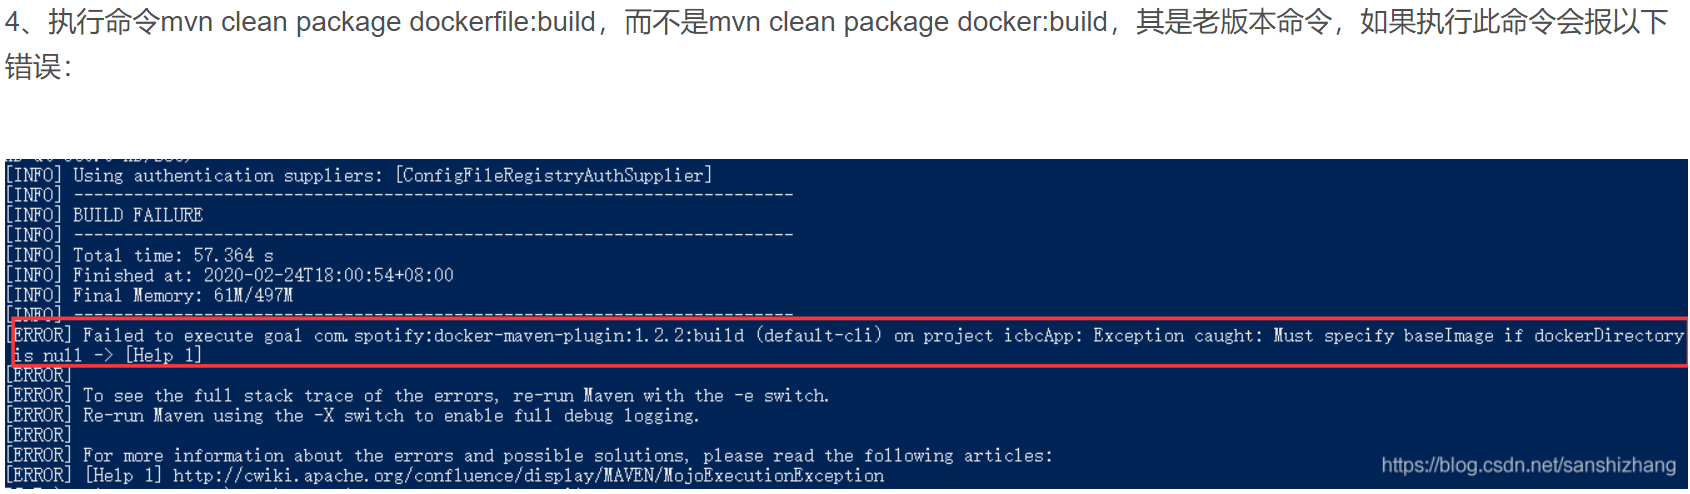 4、执行命令mvn clean package dockerfile:build，而不是mvn clean package docker:build，其是老版本命令，如果执行此命令会报以下
错误：
[INFO] Using authentication suppliers: [ConfigFileRegistryAuthSupplier]
[INFO] ------------------------------------------------------------------------
[INFO] BUILD FAILURE
[INFO] ------------------------------------------------------------------------
[INFO] Total time: 57.364 s
[INFO] Finished at: 2020-02-24T18:00:54+08:00
[INFO] Final Memory: 61M/497M
[INFO] ------------------------------------------------------------------------
[ERROR] Failed to execute goal com.spotify:docker-maven-plugin:1.2.2:build (default-cli) on project icbcApp: Exception caught: Must specify baseImage if dockerDirectory
is null -> [Help 1]
[ERROR]
[ERROR] To see the full stack trace of the errors, re-run Maven with the -e switch.
[ERROR] Re-run Maven using the -X switch to enable full debug logging.
[ERROR]
[ERROR] For more information about the errors and possible solutions, please read the following articles:
[ERROR] [Help 1] http://cwiki.apache.org/confluence/display/MAVEN/MojoExecutionException
https://blog.csdn.net/sanshizhang